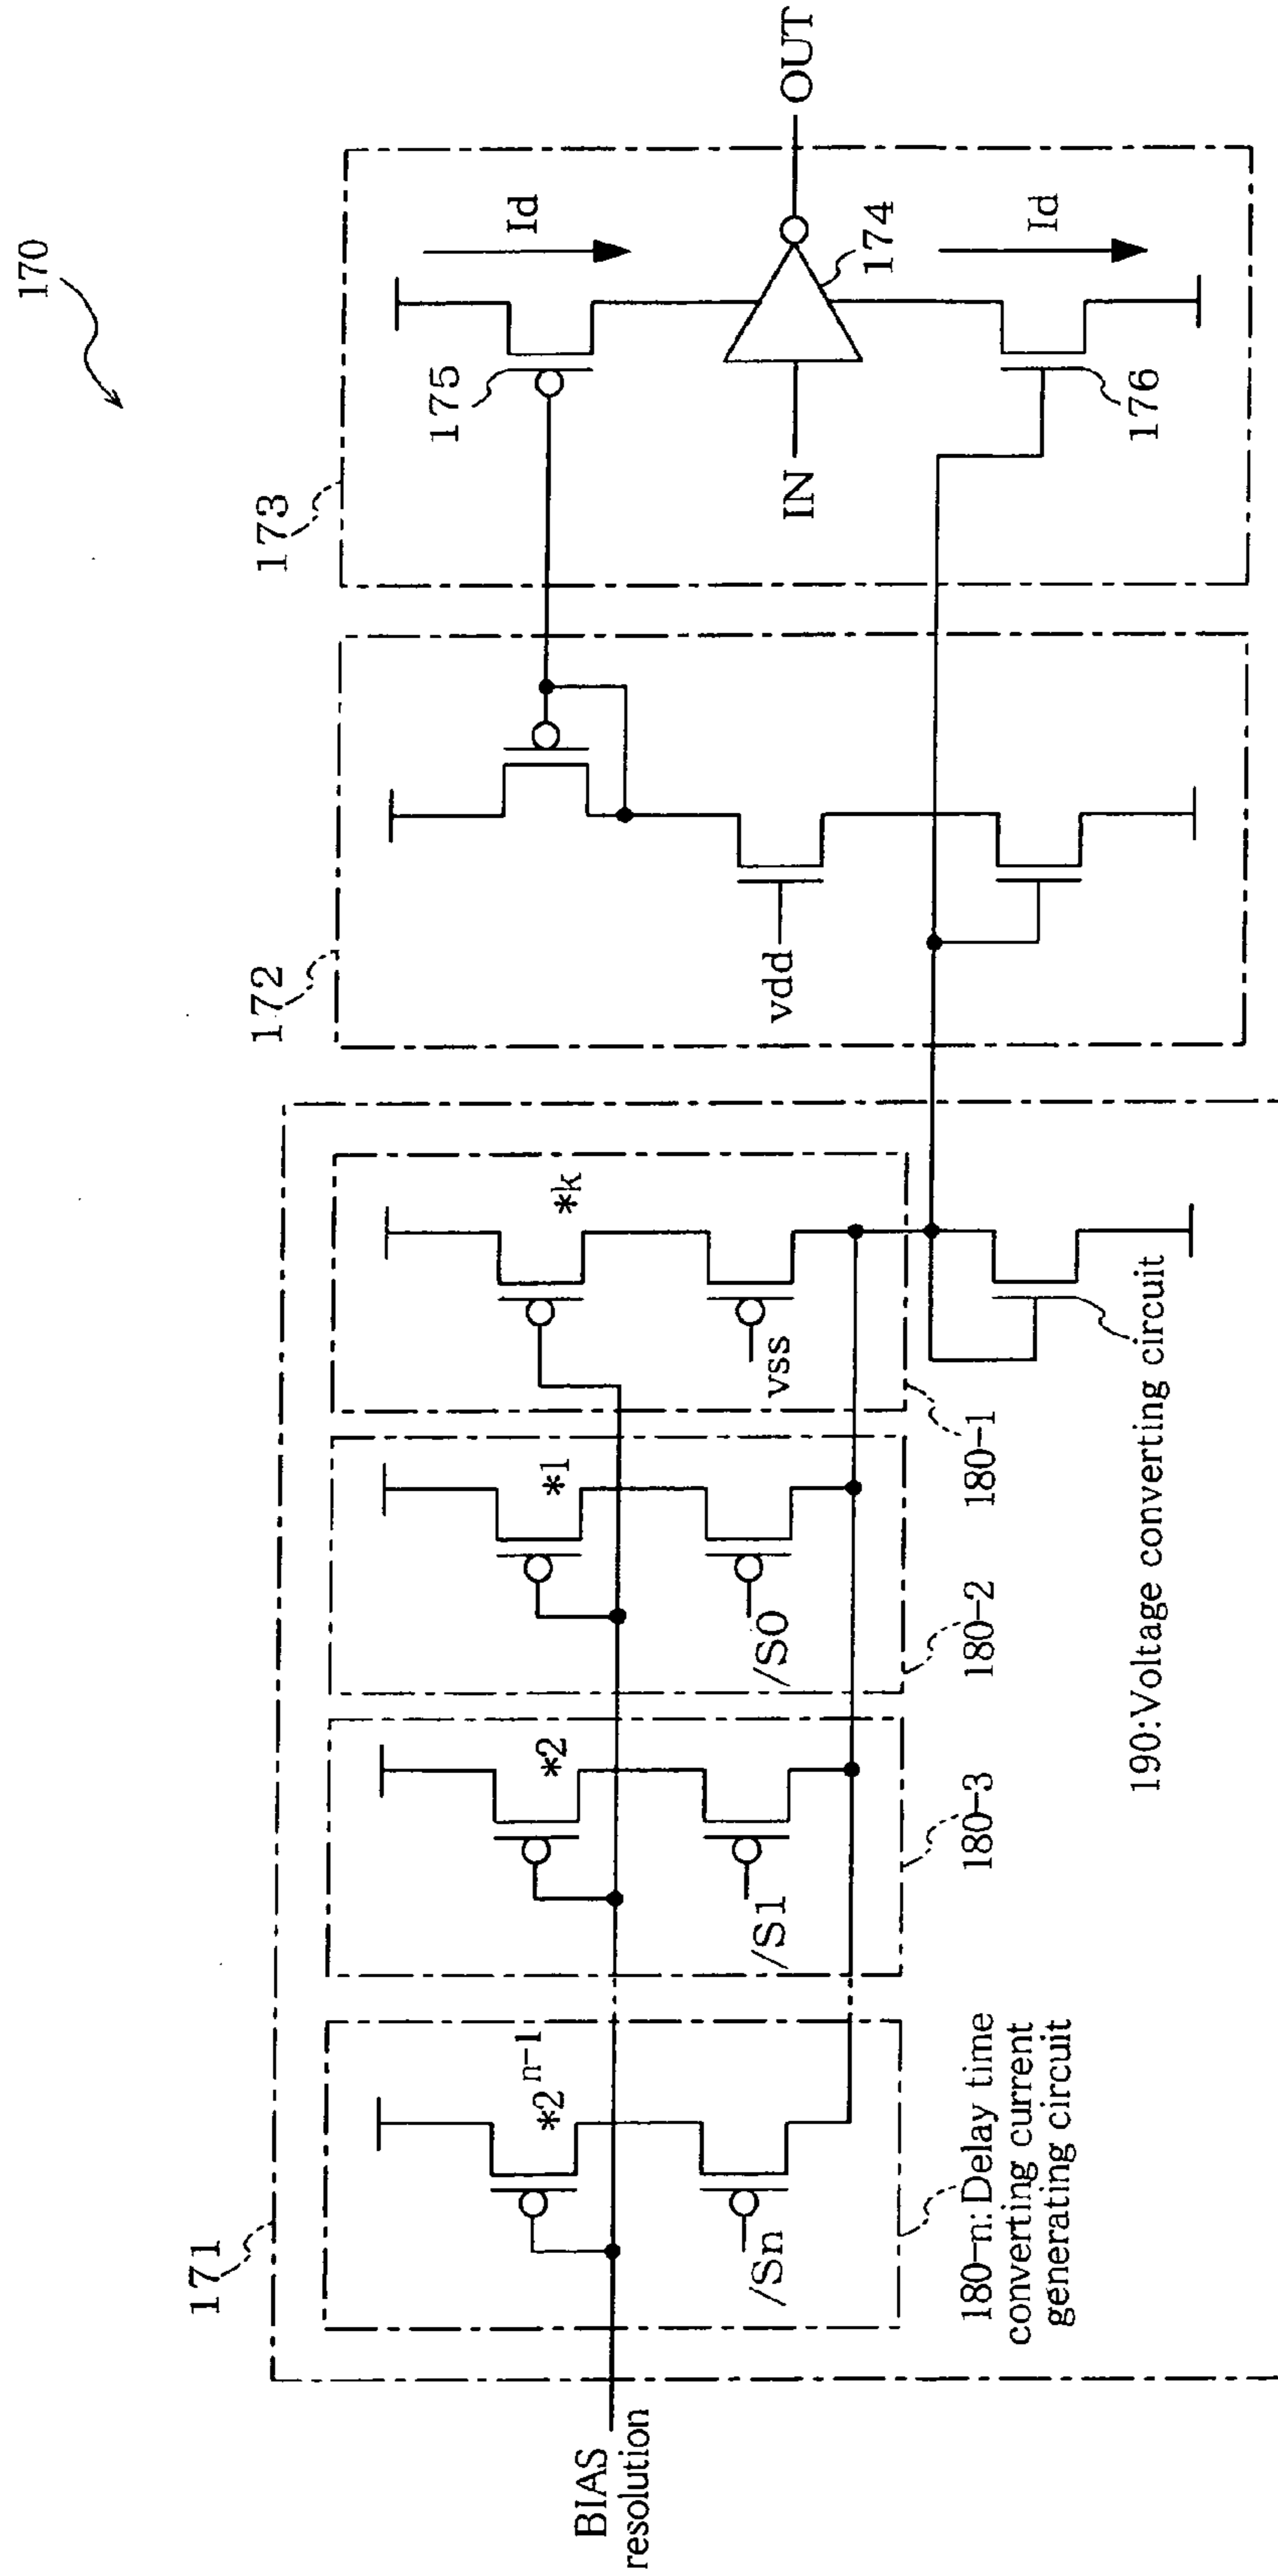 170
171
172
173
BIAS
resolution
*2 n-1
*2
*1
*k
/Sn
/S1
/S0
vss
vdd
175
Id
IN
174
OUT
176
Id
180-n:Delay time
converting current
generating circuit
180-3
180-2
180-1
190:Voltage converting circuit